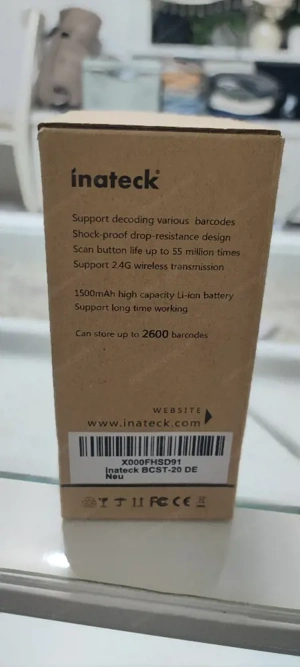 inateck
Support decoding various barcodes
Shock-proof drop-resistance design
Scan button life up to 55 million times
Support 2.4G wireless transmission
1500mAh high capacity Li-ion battery
Support long time working
Can store up to 2600 barcodes
WEBSITE
www.inateck.com
X000FHSD91
Inateck BCST-20 DE
Neu
FC CE